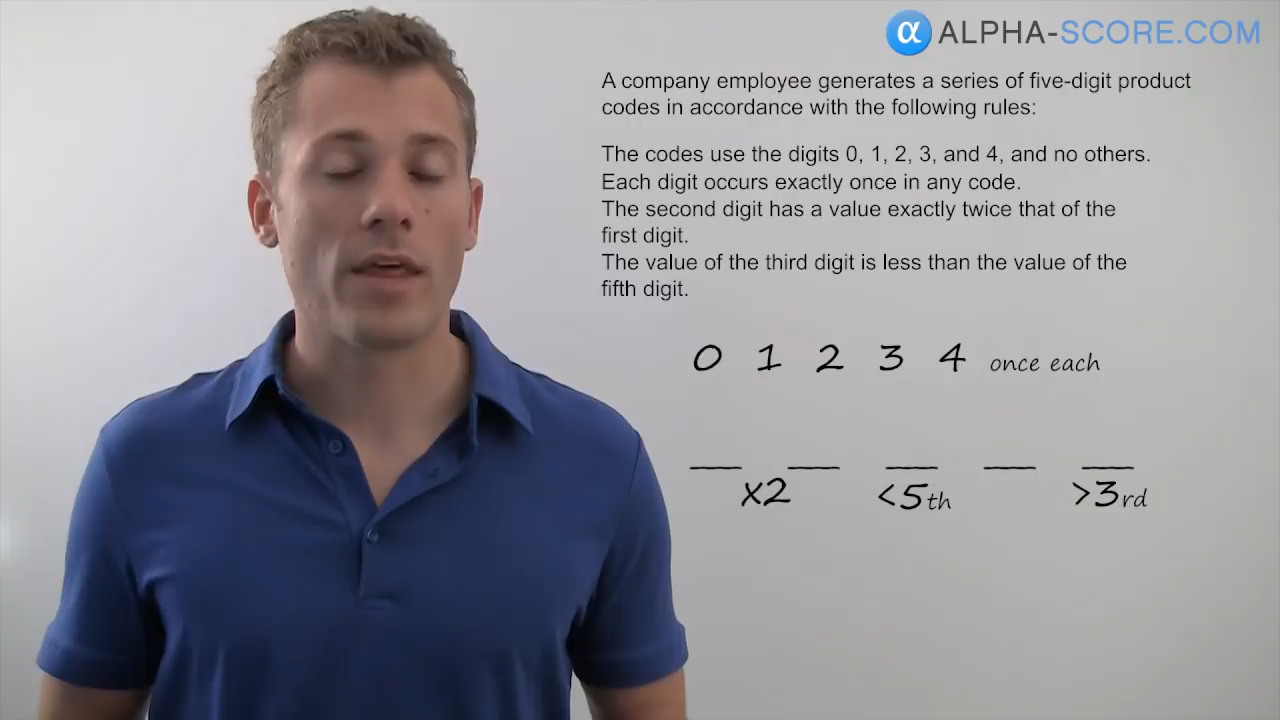 α ALPHA-SCORE.COM
A company employee generates a series of five-digit product
codes in accordance with the following rules:
The codes use the digits 0, 1, 2, 3, and 4, and no others.
Each digit occurs exactly once in any code.
The second digit has a value exactly twice that of the
first digit.
The value of the third digit is less than the value of the
fifth digit.
0 1 2 3 4 once each
x2 <5th >3rd